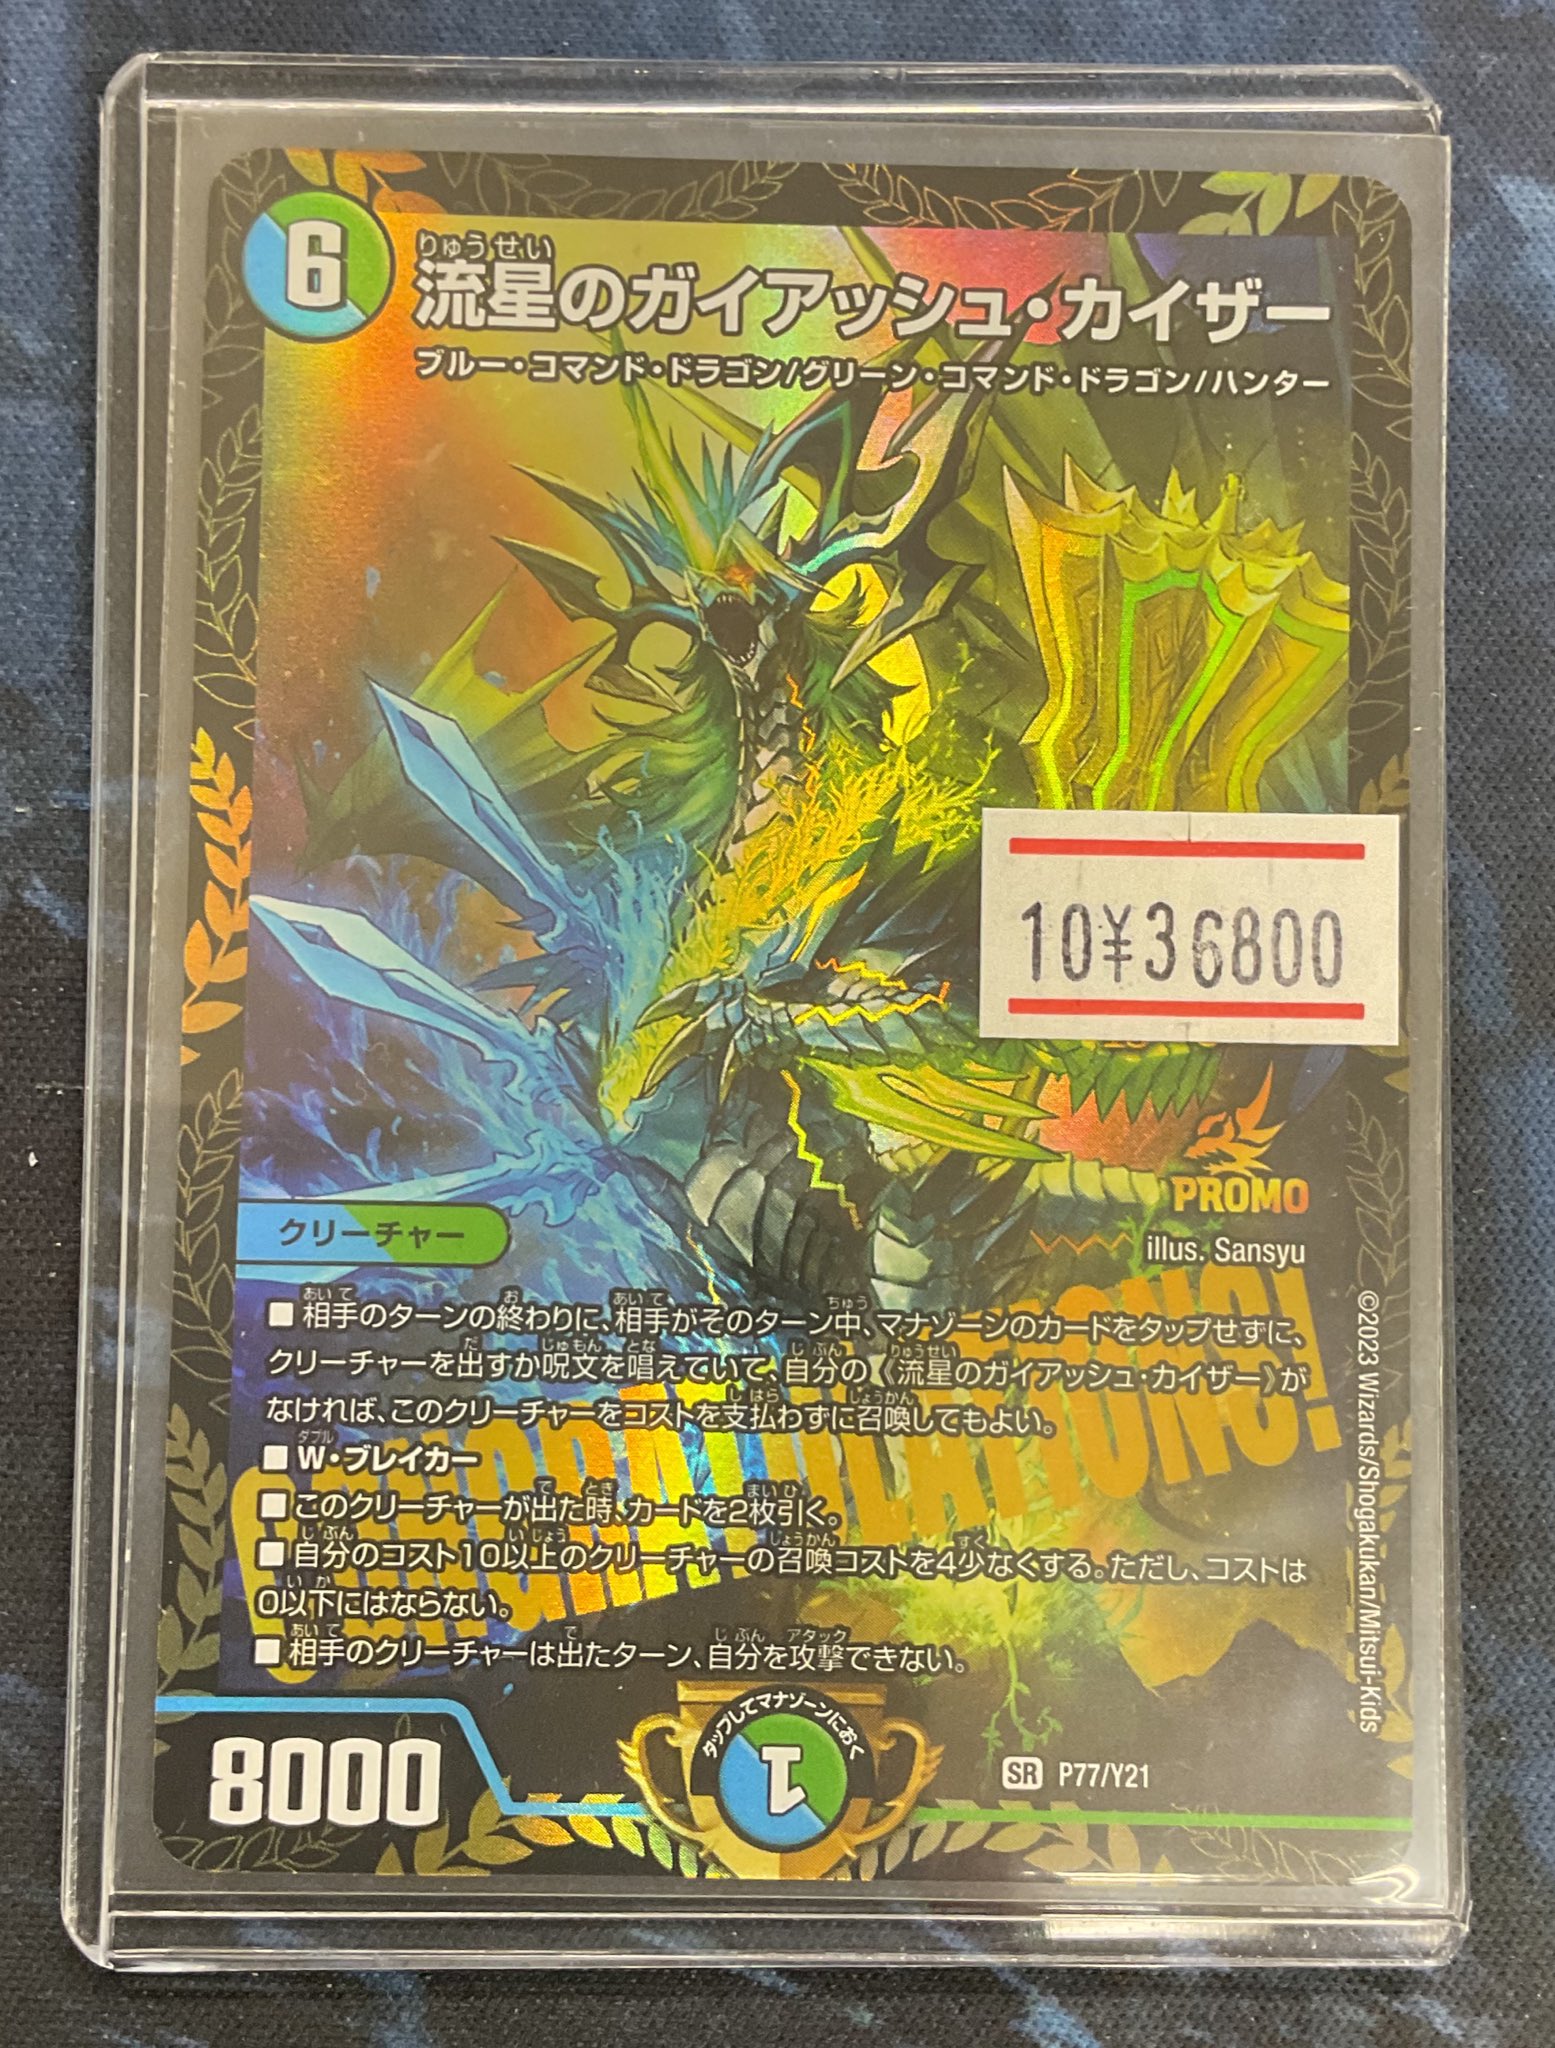 6
りゅうせい
流星のガイアッシュ・カイザー
ブルー・コマンド・ドラゴン/グリーン・コマンド・ドラゴン/ハンター
10¥36800
PROMO
illus. Sansyu
クリーチャー
CONGRATULATIONS!
■相手のターンの終わりに、相手がそのターン中、マナゾーンのカードをタップせずに、
クリーチャーを出すか呪文を唱えていて、自分の《流星のガイアッシュ・カイザー》が
なければ、このクリーチャーをコストを支払わずに召喚してもよい。
■W・ブレイカー
■このクリーチャーが出た時、カードを2枚引く。
■自分のコスト10以上のクリーチャーの召喚コストを4少なくする。ただし、コストは
0以下にはならない。
■相手のクリーチャーは出たターン、自分を攻撃できない。
©2023 Wizards/Shogakukan/Mitsui-Kids
8000
タップしてマナゾーンにおく
1
SR P77/Y21